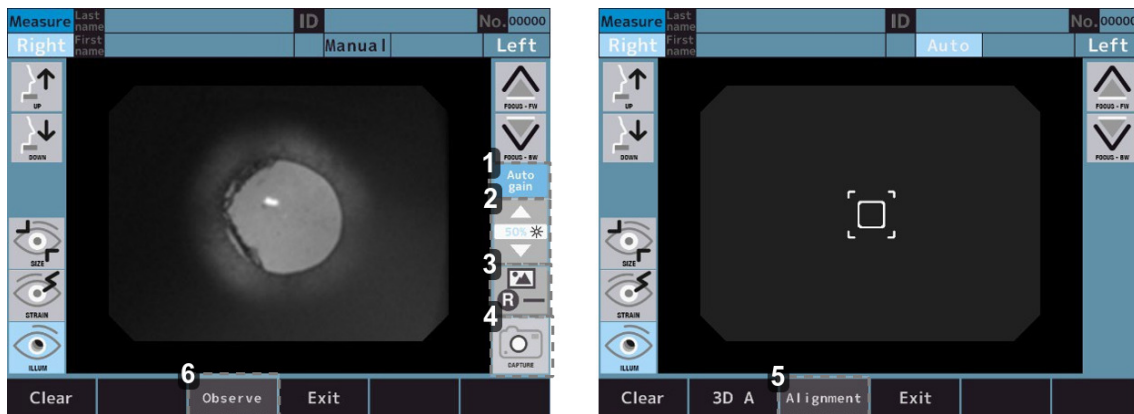 Measure Last name ID No. 00000
Right First name Manual Left
UP
DOWN
SIZE
STRAIN
ILLUM
FOCUS - FW
FOCUS - BW
1
Auto
gain
2
50%
3
R
4
CAPTURE
6
Clear Observe Exit
Measure Last name ID No. 00000
Right First name Auto Left
UP
DOWN
SIZE
STRAIN
ILLUM
FOCUS - FW
FOCUS - BW
5
Clear 3D A Alignment Exit